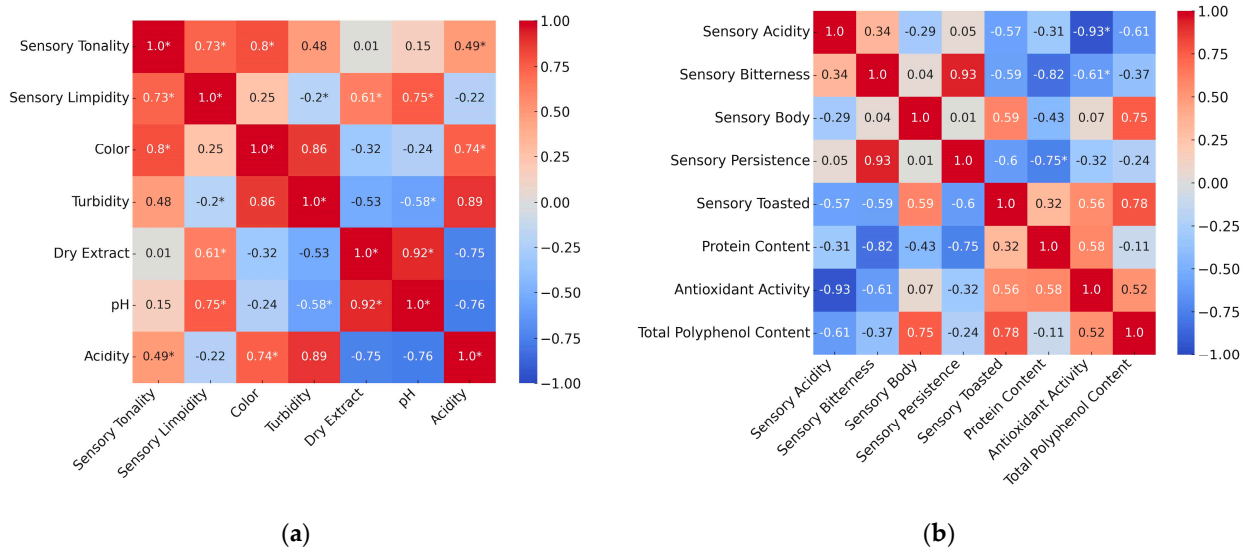 Sensory Tonality 1.0* 0.73* 0.8* 0.48 0.01 0.15 0.49*
Sensory Limpidity 0.73* 1.0* 0.25 -0.2* 0.61* 0.75* -0.22
Color 0.8* 0.25 1.0* 0.86 -0.32 -0.24 0.74*
Turbidity 0.48 -0.2* 0.86 1.0* -0.53 -0.58* 0.89
Dry Extract 0.01 0.61* -0.32 -0.53 1.0* 0.92* -0.75
pH 0.15 0.75* -0.24 -0.58* 0.92* 1.0* -0.76
Acidity 0.49* -0.22 0.74* 0.89 -0.75 -0.76 1.0*
Sensory Tonality
Sensory Limpidity
Color
Turbidity
Dry Extract
pH
Acidity
1.00
0.75
0.50
0.25
0.00
−0.25
−0.50
−0.75
−1.00
(a)
Sensory Acidity 1.0 0.34 -0.29 0.05 -0.57 -0.31 -0.93* -0.61
Sensory Bitterness 0.34 1.0 0.04 0.93 -0.59 -0.82 -0.61* -0.37
Sensory Body -0.29 0.04 1.0 0.01 0.59 -0.43 0.07 0.75
Sensory Persistence 0.05 0.93 0.01 1.0 -0.6 -0.75* -0.32 -0.24
Sensory Toasted -0.57 -0.59 0.59 -0.6 1.0 0.32 0.56 0.78
Protein Content -0.31 -0.82 -0.43 -0.75 0.32 1.0 0.58 -0.11
Antioxidant Activity -0.93 -0.61 0.07 -0.32 0.56 0.58 1.0 0.52
Total Polyphenol Content -0.61 -0.37 0.75 -0.24 0.78 -0.11 0.52 1.0
Sensory Acidity
Sensory Bitterness
Sensory Body
Sensory Persistence
Sensory Toasted
Protein Content
Antioxidant Activity
Total Polyphenol Content
1.00
0.75
0.50
0.25
0.00
−0.25
−0.50
−0.75
−1.00
(b)